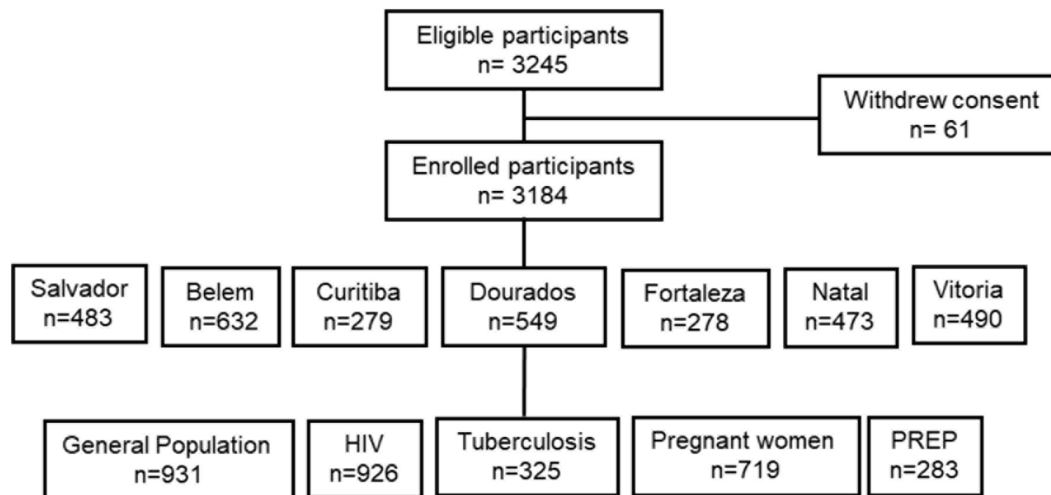 Eligible participants
n= 3245
Withdrew consent
n= 61
Enrolled participants
n= 3184
Salvador
n=483
Belem
n=632
Curitiba
n=279
Dourados
n=549
Fortaleza
n=278
Natal
n=473
Vitoria
n=490
General Population
n=931
HIV
n=926
Tuberculosis
n=325
Pregnant women
n=719
PREP
n=283